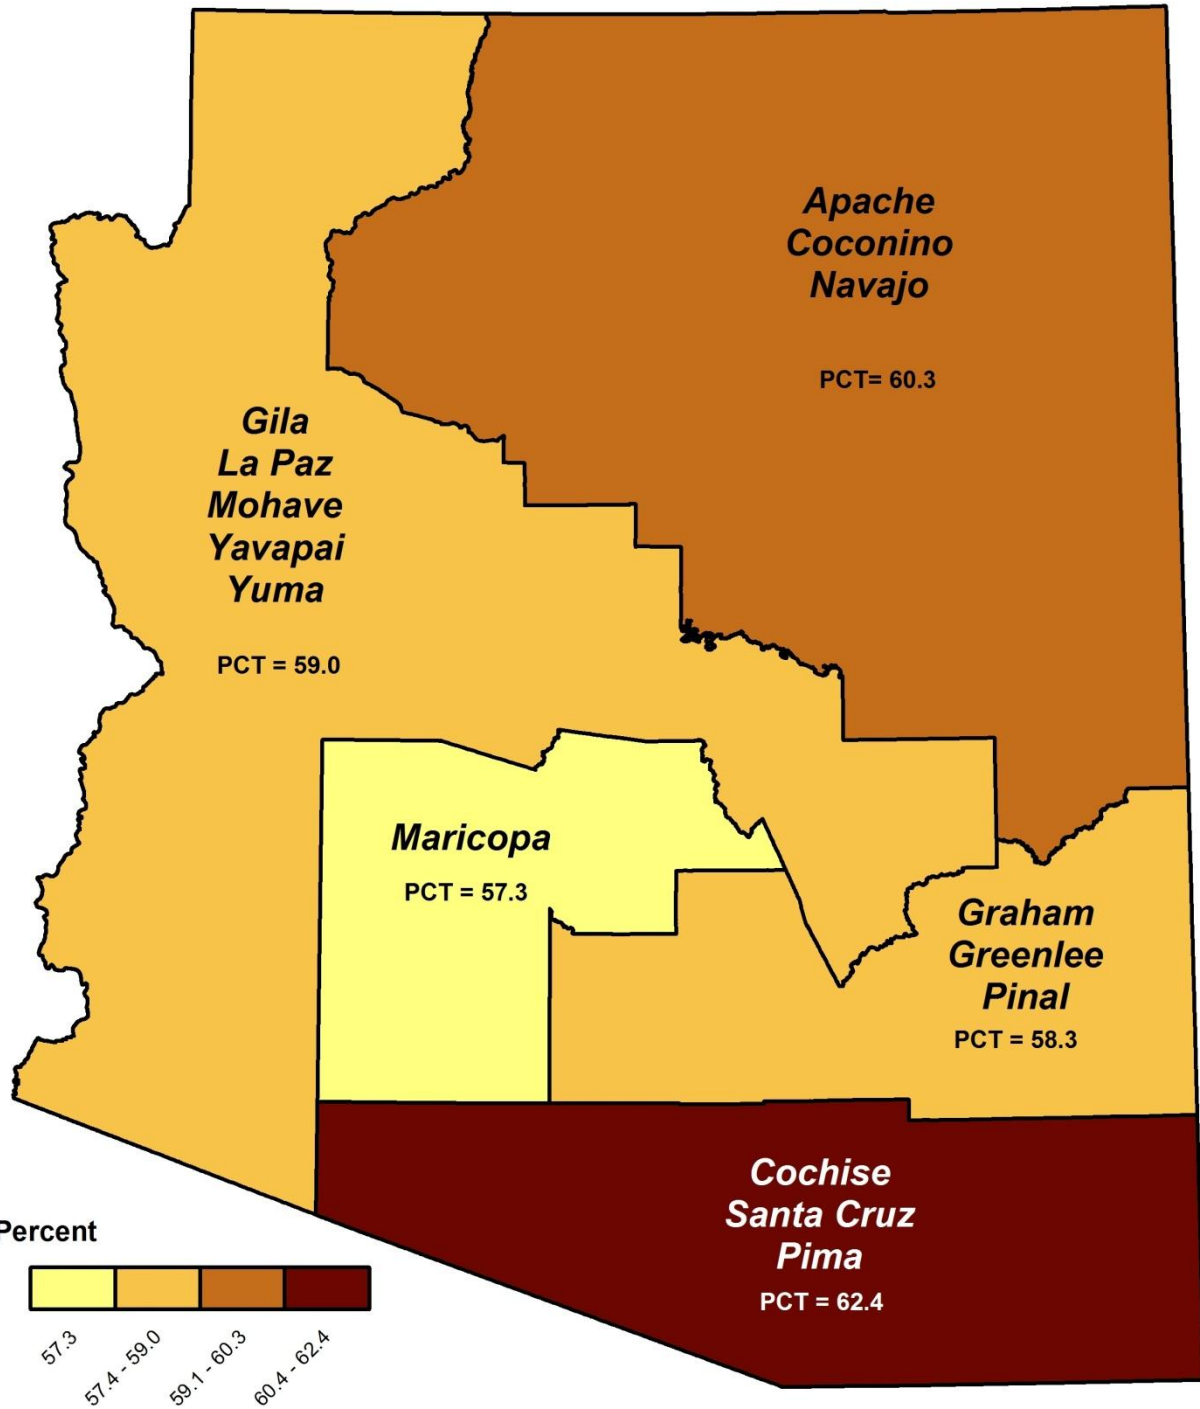 Apache
Coconino
Navajo
PCT= 60.3
Gila
La Paz
Mohave
Yavapai
Yuma
PCT = 59.0
Maricopa
PCT = 57.3
Graham
Greenlee
Pinal
PCT = 58.3
Cochise
Santa Cruz
Pima
PCT = 62.4
Percent
57.3
57.4 - 59.0
59.1 - 60.3
60.4 - 62.4